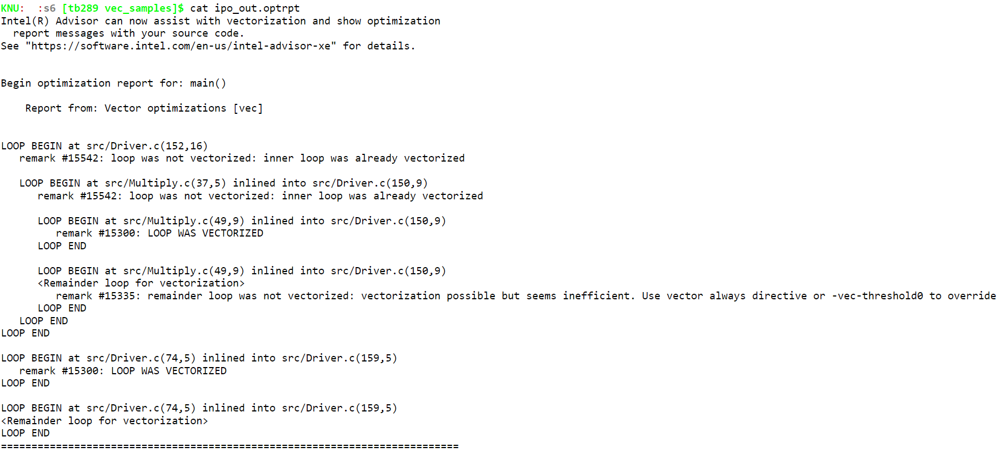 KNU:  :s6 [tb289 vec_samples]$ cat ipo_out.optrpt
Intel(R) Advisor can now assist with vectorization and show optimization
  report messages with your source code.
See "https://software.intel.com/en-us/intel-advisor-xe" for details.
Begin optimization report for: main()
    Report from: Vector optimizations [vec]
LOOP BEGIN at src/Driver.c(152,16)
   remark #15542: loop was not vectorized: inner loop was already vectorized
   LOOP BEGIN at src/Multiply.c(37,5) inlined into src/Driver.c(150,9)
      remark #15542: loop was not vectorized: inner loop was already vectorized
      LOOP BEGIN at src/Multiply.c(49,9) inlined into src/Driver.c(150,9)
         remark #15300: LOOP WAS VECTORIZED
      LOOP END
      LOOP BEGIN at src/Multiply.c(49,9) inlined into src/Driver.c(150,9)
      <Remainder loop for vectorization>
         remark #15335: remainder loop was not vectorized: vectorization possible but seems inefficient. Use vector always directive or -vec-threshold0 to override
      LOOP END
   LOOP END
LOOP END
LOOP BEGIN at src/Driver.c(74,5) inlined into src/Driver.c(159,5)
   remark #15300: LOOP WAS VECTORIZED
LOOP END
LOOP BEGIN at src/Driver.c(74,5) inlined into src/Driver.c(159,5)
<Remainder loop for vectorization>
LOOP END
===========================================================================